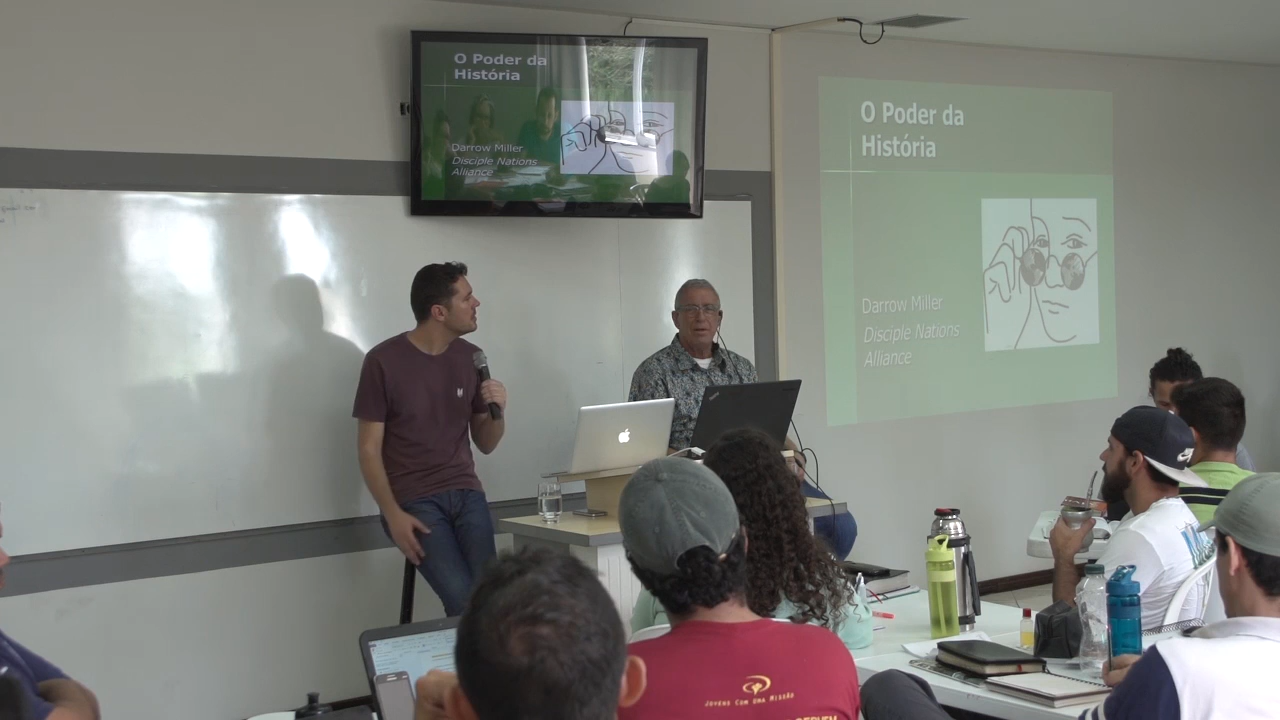 O Poder da
História
Darrow Miller
Disciple Nations
Alliance
O Poder da
História
Darrow Miller
Disciple Nations
Alliance
JOVENS COM UMA MISSÃO